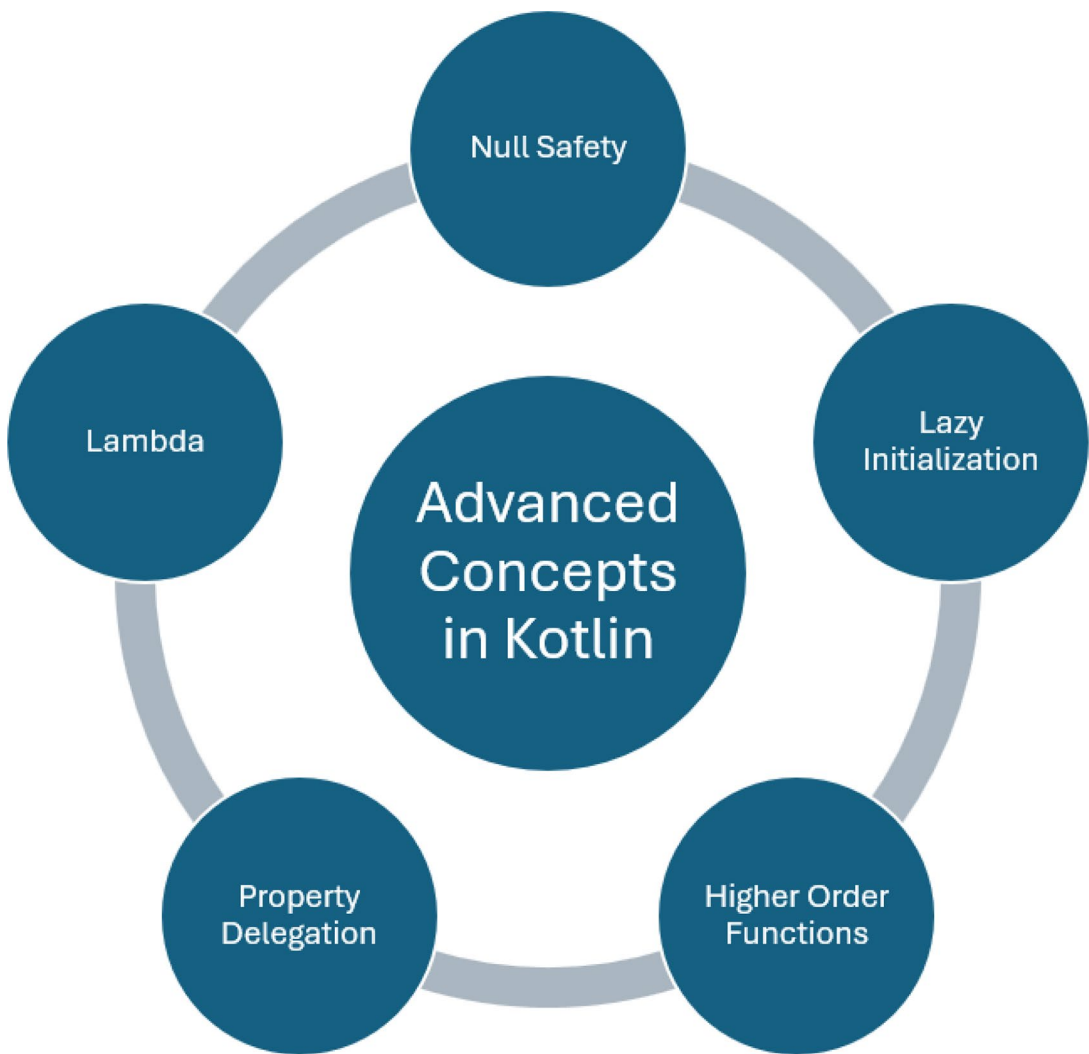 Null Safety
Lazy
Initialization
Higher Order
Functions
Property
Delegation
Lambda
Advanced
Concepts
in Kotlin